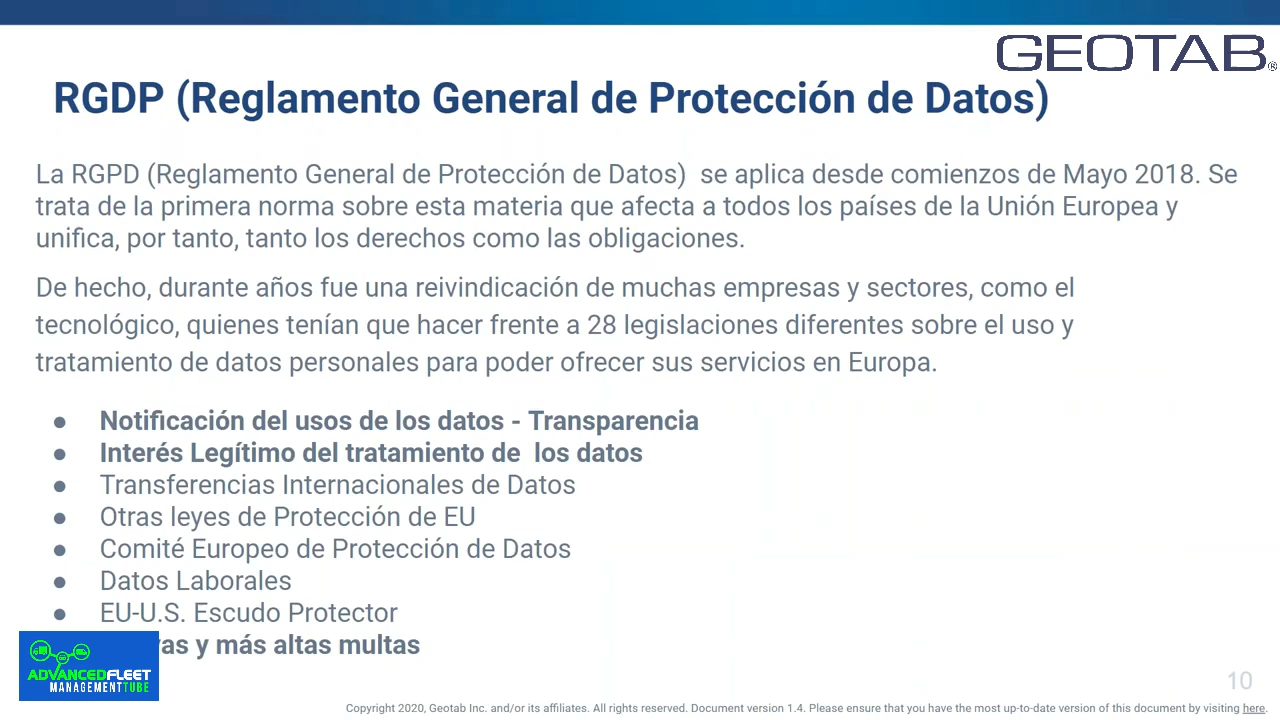 GEOTAB®
RGDP (Reglamento General de Protección de Datos)
La RGPD (Reglamento General de Protección de Datos) se aplica desde comienzos de Mayo 2018. Se
trata de la primera norma sobre esta materia que afecta a todos los países de la Unión Europea y
unifica, por tanto, tanto los derechos como las obligaciones.
De hecho, durante años fue una reivindicación de muchas empresas y sectores, como el
tecnológico, quienes tenían que hacer frente a 28 legislaciones diferentes sobre el uso y
tratamiento de datos personales para poder ofrecer sus servicios en Europa.
● Notificación del usos de los datos - Transparencia
● Interés Legítimo del tratamiento de los datos
● Transferencias Internacionales de Datos
● Otras leyes de Protección de EU
● Comité Europeo de Protección de Datos
● Datos Laborales
● EU-U.S. Escudo Protector
y más altas multas
ADVANCEDFLEET
MANAGEMENTTUBE
10
Copyright 2020, Geotab Inc. and/or its affiliates. All rights reserved. Document version 1.4. Please ensure that you have the most up-to-date version of this document by visiting here.